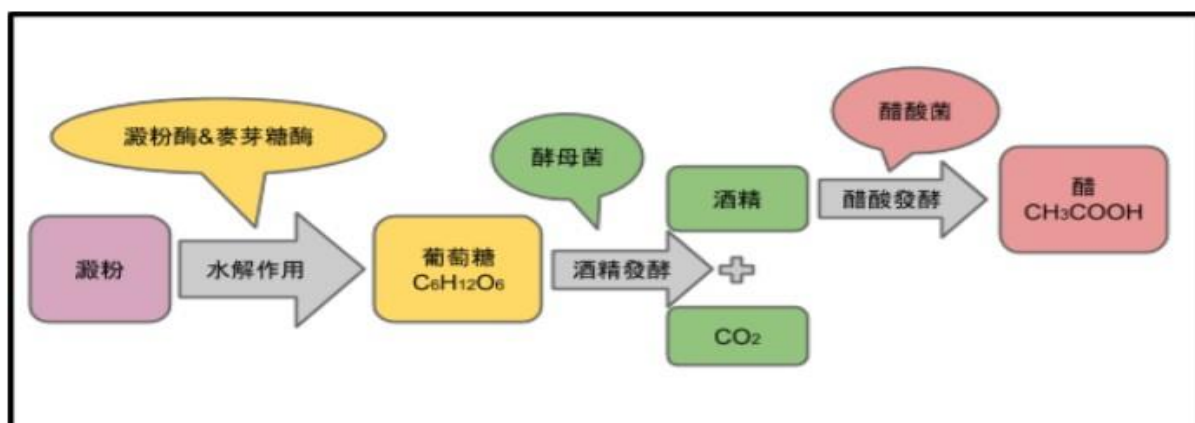 澱粉酶&麥芽糖酶
澱粉
水解作用
葡萄糖
C₆H₁₂O₆
酵母菌
酒精發酵
酒精
CO₂
醋酸菌
醋酸發酵
醋
CH₃COOH